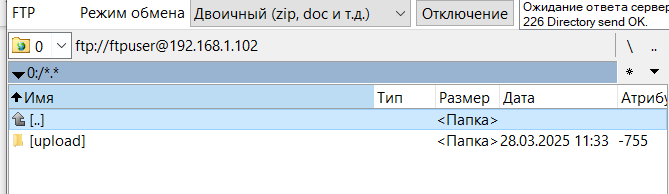 FTP Режим обмена Двоичный (zip, doc и т.д.) Отключение Ожидание ответа сервер
226 Directory send OK.
0 ftp://ftpuser@192.168.1.102 \ ..
0:/*.* *
Имя Тип Размер Дата Атрибу
[..] <Папка>
[upload] <Папка> 28.03.2025 11:33 -755